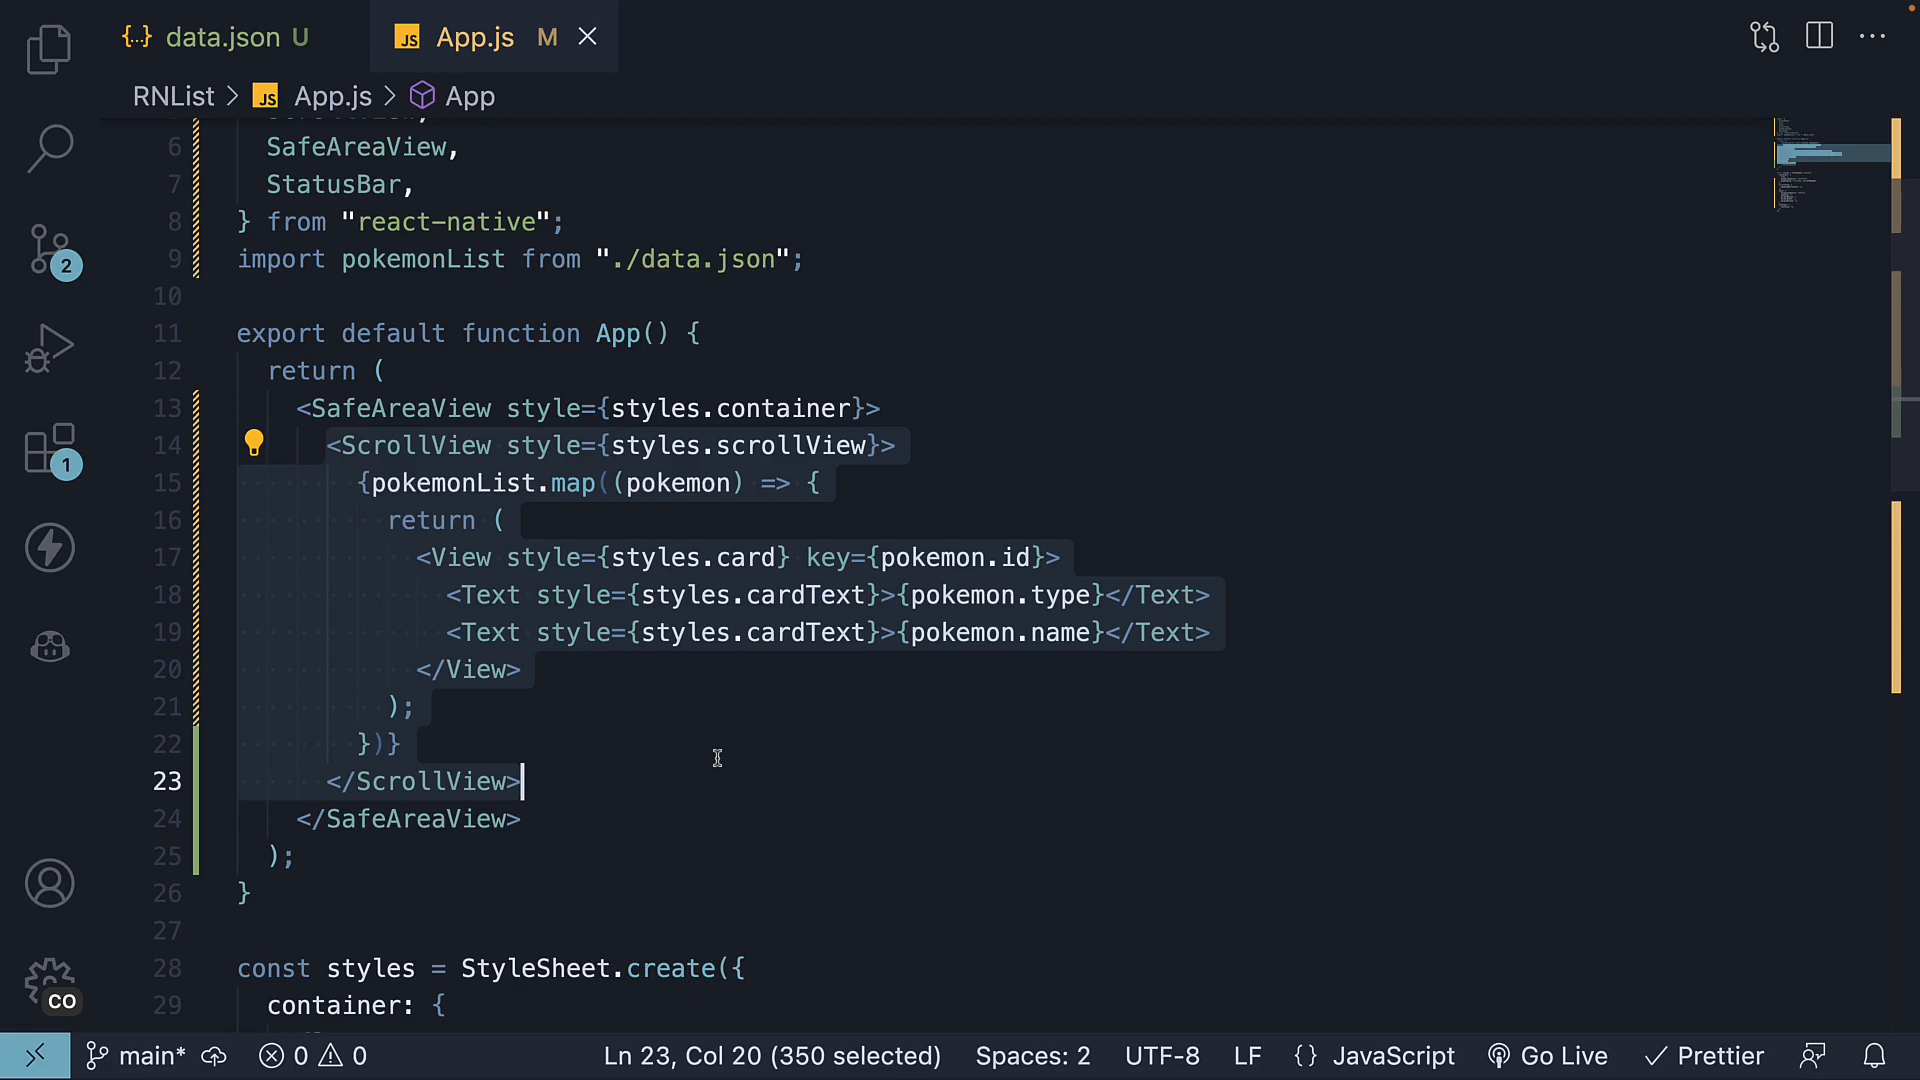 {..} data.json U
JS App.js M
RNList > JS App.js > App
6 SafeAreaView,
7 StatusBar,
8 } from "react-native";
9 import pokemonList from "./data.json";
10
11 export default function App() {
12 return (
13 <SafeAreaView style={styles.container}>
14 <ScrollView style={styles.scrollView}>
15 {pokemonList.map((pokemon) => {
16 return (
17 <View style={styles.card} key={pokemon.id}>
18 <Text style={styles.cardText}>{pokemon.type}</Text>
19 <Text style={styles.cardText}>{pokemon.name}</Text>
20 </View>
21 );
22 })}
23 </ScrollView>
24 </SafeAreaView>
25 );
26 }
27
28 const styles = StyleSheet.create({
29 container: {
2
1
CO
main* 0 0 Ln 23, Col 20 (350 selected) Spaces: 2 UTF-8 LF {} JavaScript Go Live Prettier